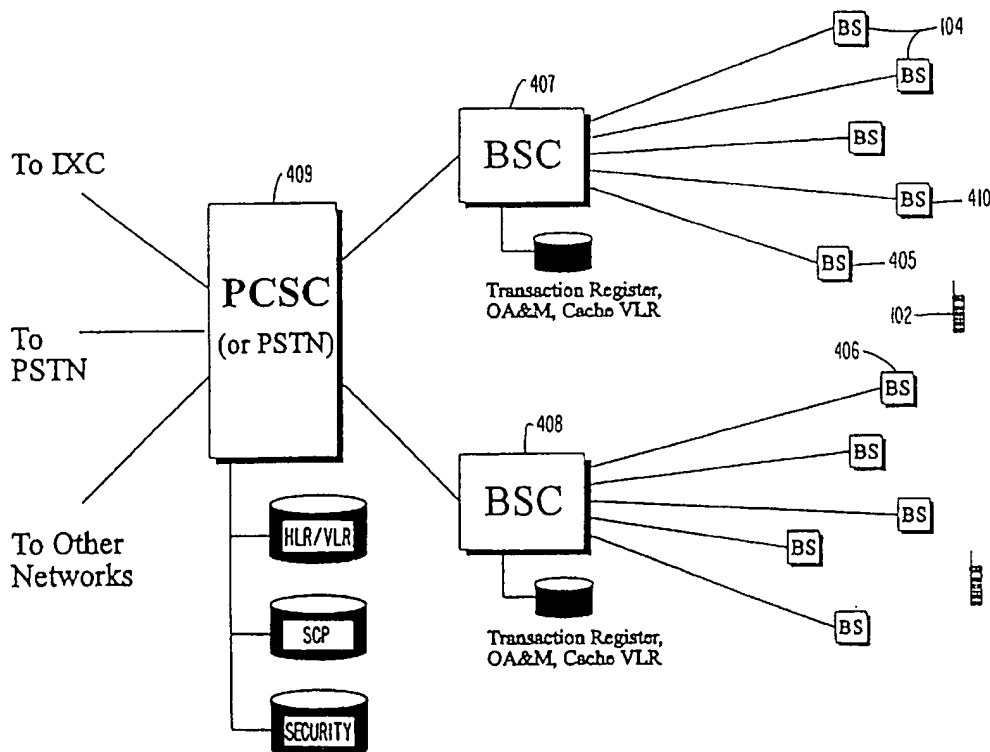 To IXC
To
PSTN
To Other
Networks
409
PCSC
(or PSTN)
HLR/VLR
SCP
SECURITY
407
BSC
Transaction Register,
OA&M, Cache VLR
BS
104
BS
BS
BS
410
BS
405
102
408
BSC
Transaction Register,
OA&M, Cache VLR
406
BS
BS
BS
BS
BS